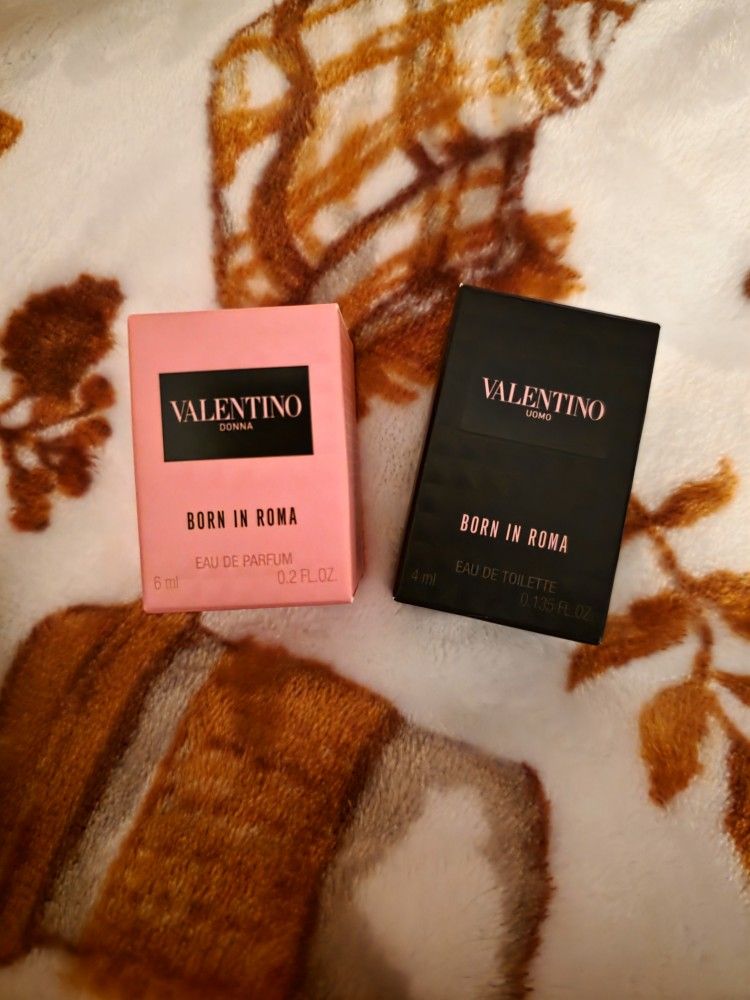 VALENTINO
DONNA
BORN IN ROMA
EAU DE PARFUM
6 ml 0.2 FL.OZ.
VALENTINO
UOMO
BORN IN ROMA
EAU DE TOILETTE
4 ml 0.135 FL.OZ.